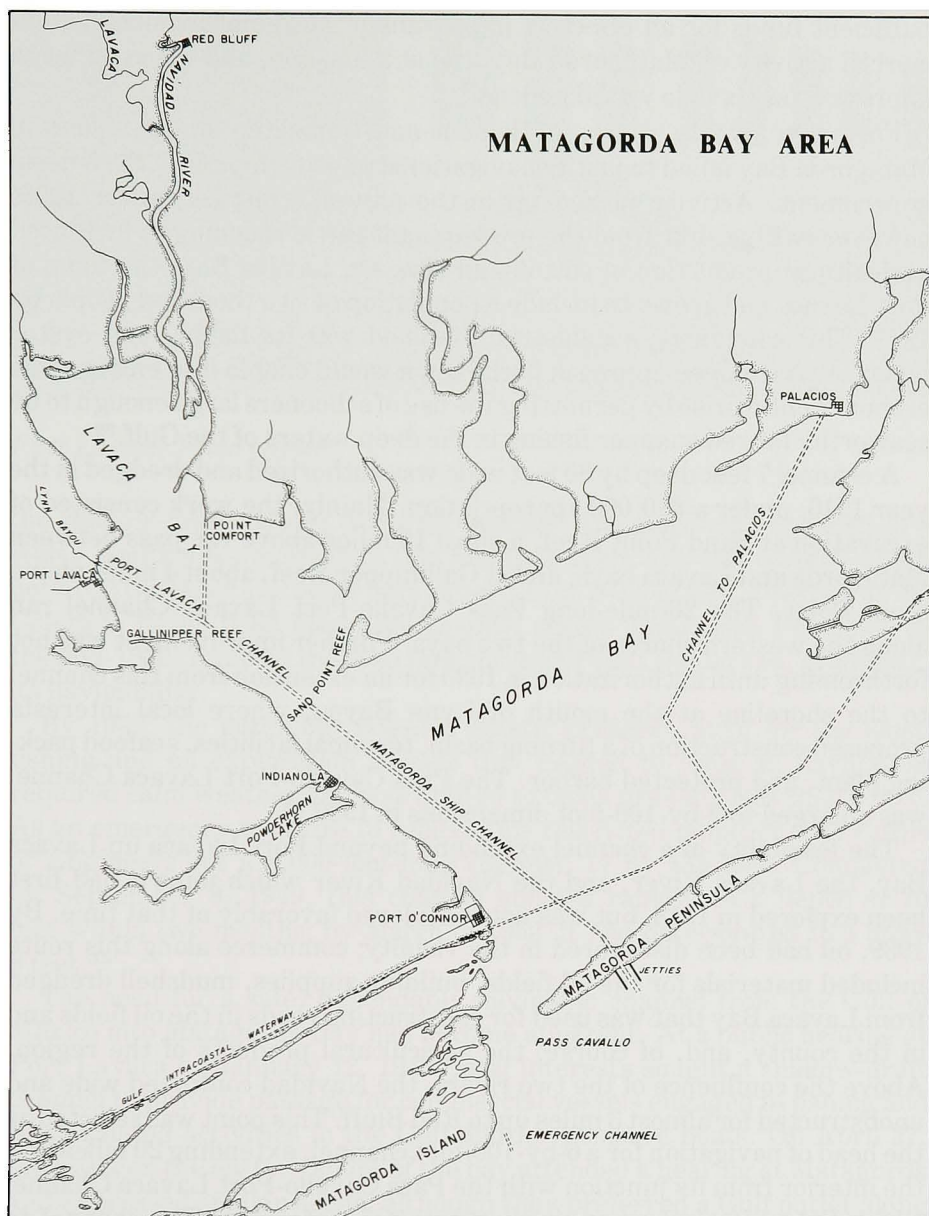 LAVACA
RED BLUFF
NAVIDAD
RIVER
MATAGORDA BAY AREA
PALACIOS
LAVACA
BAY
LYNN BAYOU
POINT
COMFORT
PORT LAVACA
PORT LAVACA
CHANNEL
GALLINIPPER REEF
SAND POINT REEF
MATAGORDA BAY
CHANNEL TO PALACIOS
MATAGORDA SHIP CHANNEL
INDIANOLA
POWDERHORN
LAKE
PORT O'CONNOR
MATAGORDA PENINSULA
JETTIES
PASS CAVALLO
GULF INTRACOASTAL WATERWAY
EMERGENCY CHANNEL
MATAGORDA ISLAND